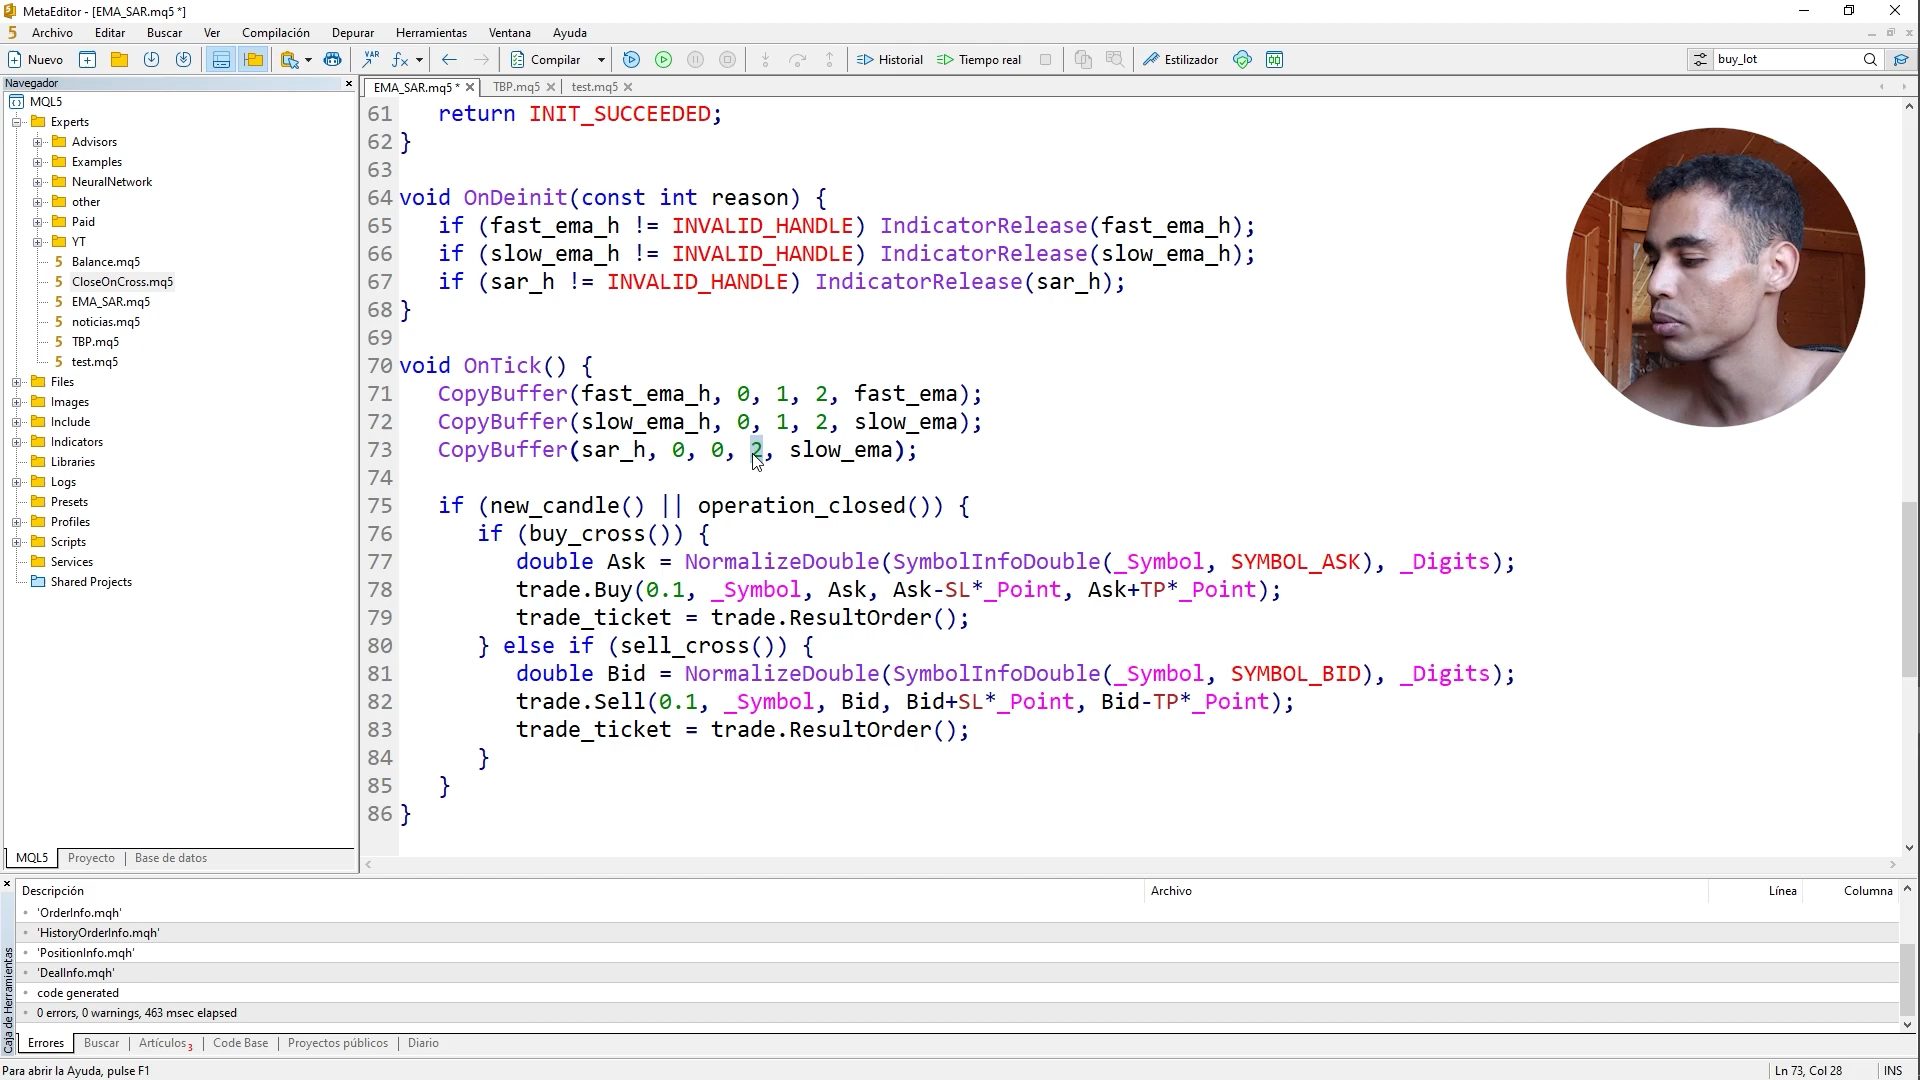 MetaEditor - [EMA_SAR.mq5 *]
5 Archivo Editar Buscar Ver Compilación Depurar Herramientas Ventana Ayuda
Nuevo VAR Compilar Historial Tiempo real Estilizador buy_lot
Navegador
MQL5
Experts
Advisors
Examples
NeuralNetwork
other
Paid
YT
5 Balance.mq5
5 CloseOnCross.mq5
5 EMA_SAR.mq5
5 noticias.mq5
5 TBP.mq5
5 test.mq5
Files
Images
Include
Indicators
Libraries
Logs
Presets
Profiles
Scripts
Services
Shared Projects
MQL5 Proyecto Base de datos
EMA_SAR.mq5 * TBP.mq5 test.mq5
61 return INIT_SUCCEEDED;
62 }
63
64 void OnDeinit(const int reason) {
65 if (fast_ema_h != INVALID_HANDLE) IndicatorRelease(fast_ema_h);
66 if (slow_ema_h != INVALID_HANDLE) IndicatorRelease(slow_ema_h);
67 if (sar_h != INVALID_HANDLE) IndicatorRelease(sar_h);
68 }
69
70 void OnTick() {
71 CopyBuffer(fast_ema_h, 0, 1, 2, fast_ema);
72 CopyBuffer(slow_ema_h, 0, 1, 2, slow_ema);
73 CopyBuffer(sar_h, 0, 0, 2, slow_ema);
74
75 if (new_candle() || operation_closed()) {
76 if (buy_cross()) {
77 double Ask = NormalizeDouble(SymbolInfoDouble(_Symbol, SYMBOL_ASK), _Digits);
78 trade.Buy(0.1, _Symbol, Ask, Ask-SL*_Point, Ask+TP*_Point);
79 trade_ticket = trade.ResultOrder();
80 } else if (sell_cross()) {
81 double Bid = NormalizeDouble(SymbolInfoDouble(_Symbol, SYMBOL_BID), _Digits);
82 trade.Sell(0.1, _Symbol, Bid, Bid+SL*_Point, Bid-TP*_Point);
83 trade_ticket = trade.ResultOrder();
84 }
85 }
86 }
Descripción Archivo Línea Columna
'OrderInfo.mqh'
'HistoryOrderInfo.mqh'
'PositionInfo.mqh'
'DealInfo.mqh'
code generated
0 errors, 0 warnings, 463 msec elapsed
Caja de Herramientas
Errores Buscar Artículos 3 Code Base Proyectos públicos Diario
Para abrir la Ayuda, pulse F1 Ln 73, Col 28 INS